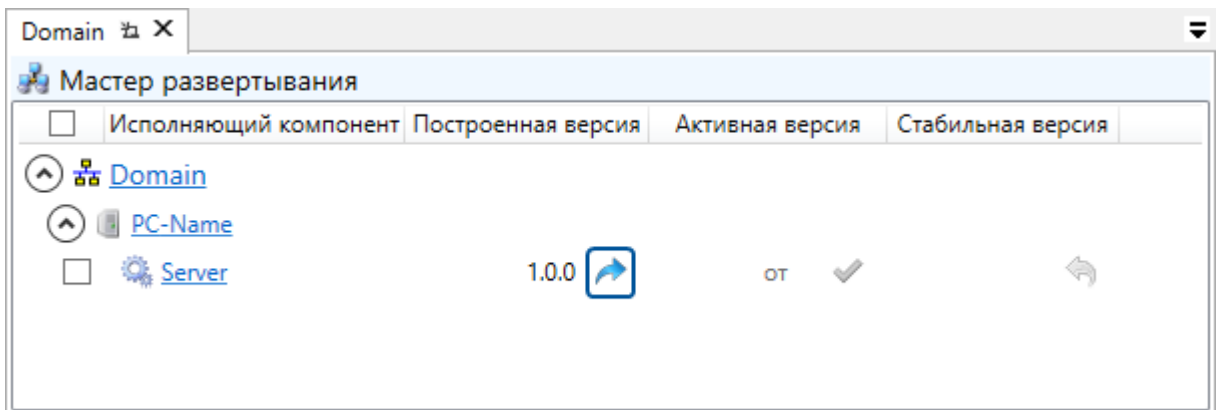 Domain
Мастер развертывания
Исполняющий компонент Построенная версия Активная версия Стабильная версия
Domain
PC-Name
Server 1.0.0 от